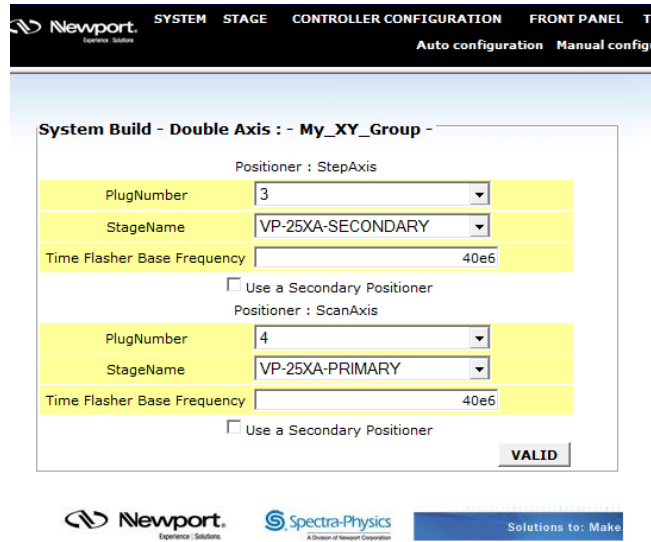 Newport.
Experience | Solutions
SYSTEM STAGE CONTROLLER CONFIGURATION FRONT PANEL T
Auto configuration Manual config
System Build - Double Axis : - My_XY_Group -
Positioner : StepAxis
PlugNumber 3
StageName VP-25XA-SECONDARY
Time Flasher Base Frequency 40e6
Use a Secondary Positioner
Positioner : ScanAxis
PlugNumber 4
StageName VP-25XA-PRIMARY
Time Flasher Base Frequency 40e6
Use a Secondary Positioner
VALID
Newport.
Experience | Solutions
Spectra-Physics
A Division of Newport Corporation
Solutions to: Make